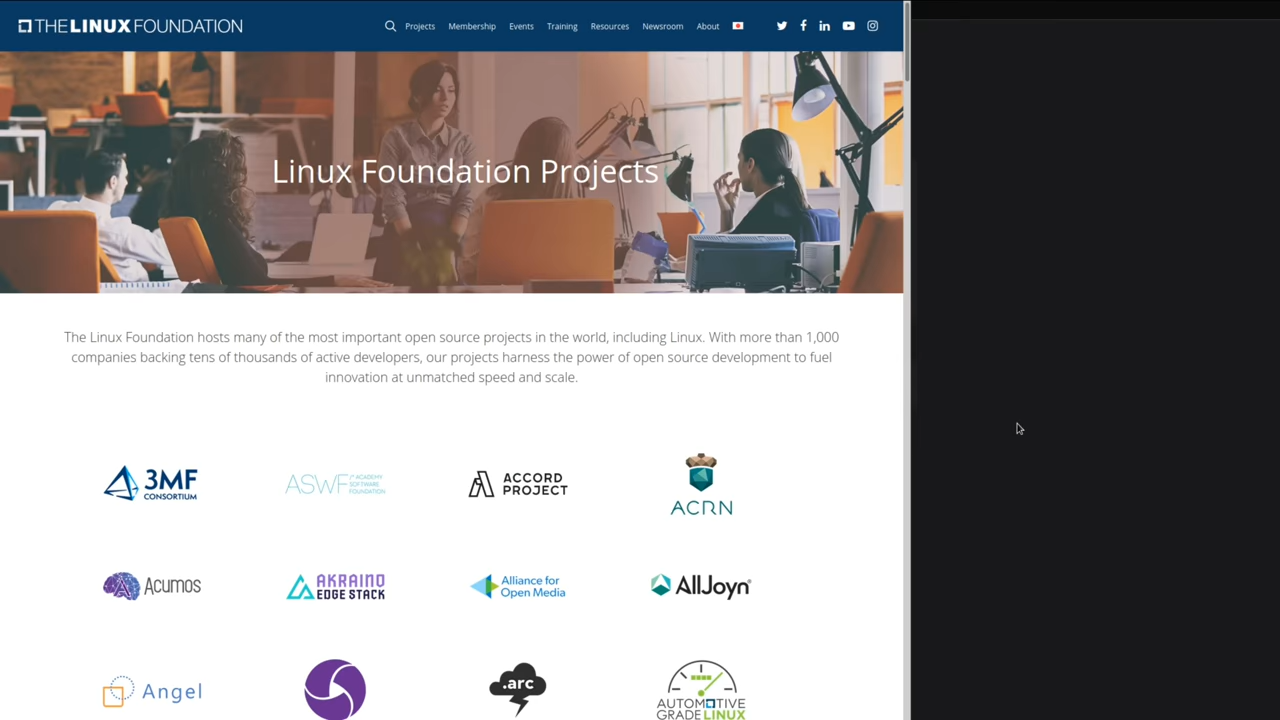 THE LINUX FOUNDATION
Projects Membership Events Training Resources Newsroom About
Linux Foundation Projects
The Linux Foundation hosts many of the most important open source projects in the world, including Linux. With more than 1,000
companies backing tens of thousands of active developers, our projects harness the power of open source development to fuel
innovation at unmatched speed and scale.
3MF
CONSORTIUM
ASWF
ACADEMY
SOFTWARE
FOUNDATION
ACCORD
PROJECT
ACRN
Acumos
AKRAINO
EDGE STACK
Alliance for
Open Media
AllJoyn
Angel
.arc
AUTOMOTIVE
GRADE LINUX